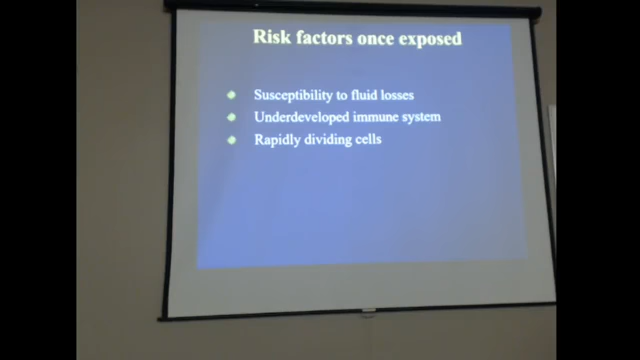 Risk factors once exposed
Susceptibility to fluid losses
Underdeveloped immune system
Rapidly dividing cells